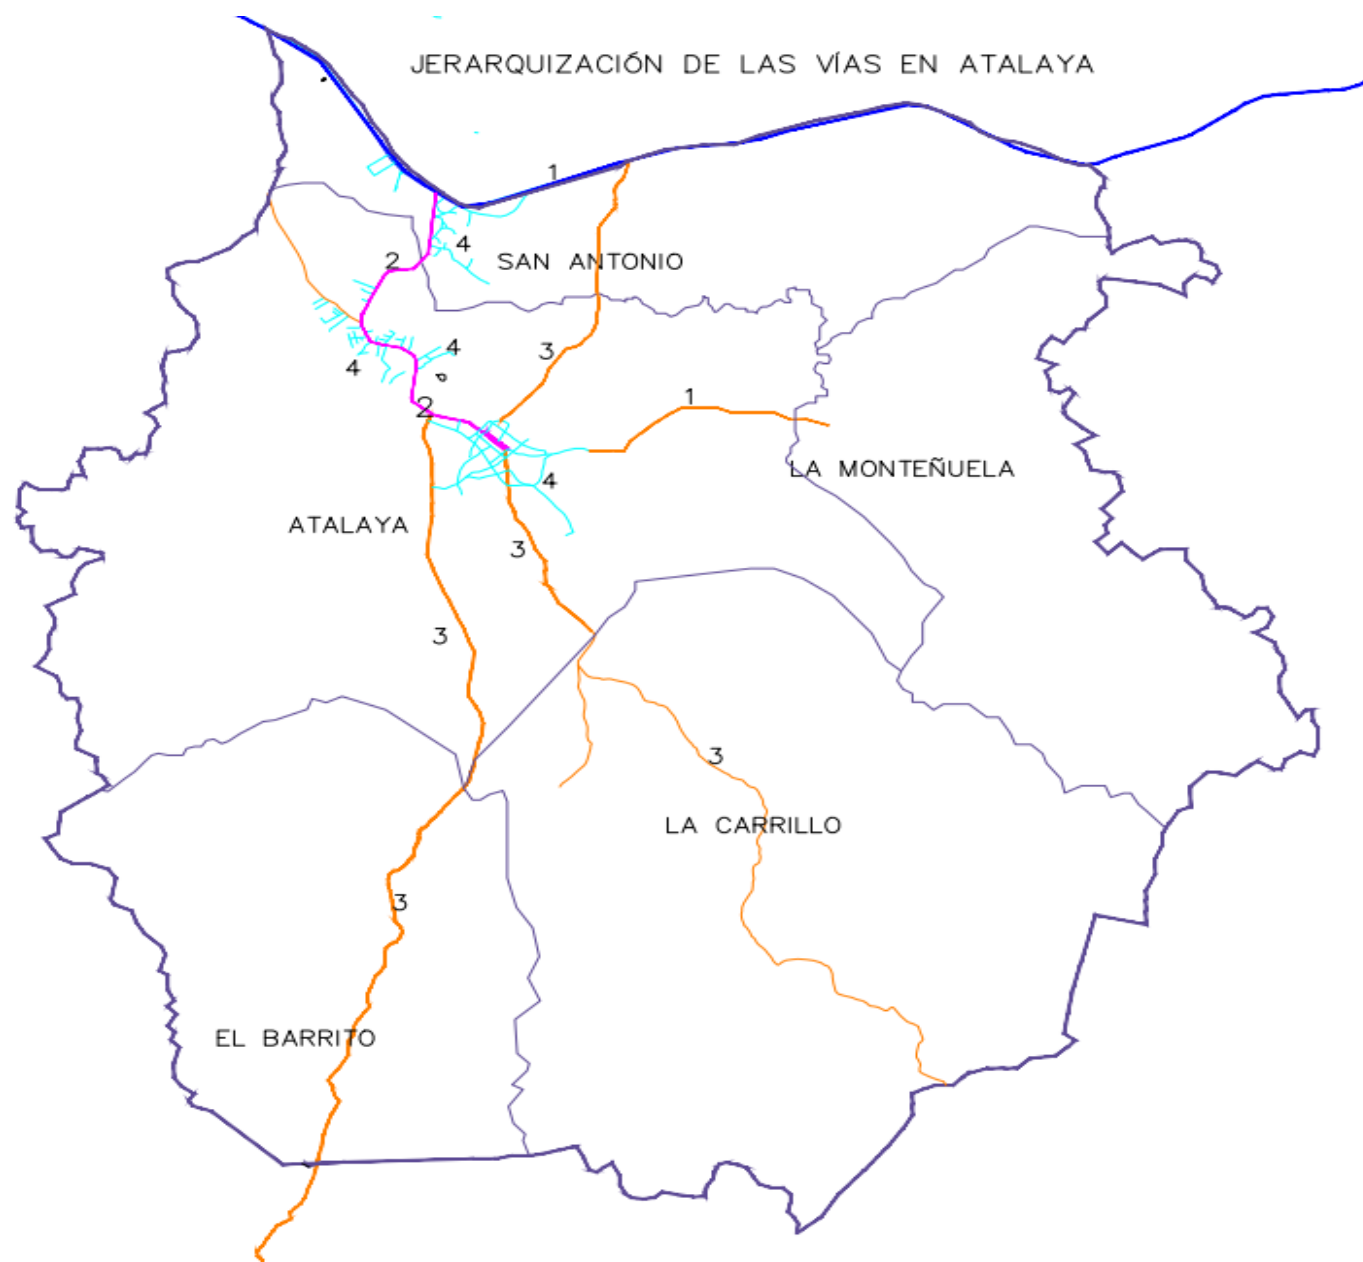 JERARQUIZACIÓN DE LAS VÍAS EN ATALAYA
1
4
SAN ANTONIO
2
3
4
4
1
2
LA MONTEÑUELA
4
ATALAYA
3
3
3
LA CARRILLO
3
EL BARRITO